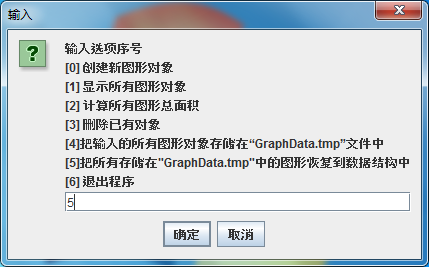 输入
输入选项序号
[0] 创建新图形对象
[1] 显示所有图形对象
[2] 计算所有图形总面积
[3] 删除已有对象
[4]把输入的所有图形对象存储在“GraphData.tmp”文件中
[5]把所有存储在"GraphData.tmp"中的图形恢复到数据结构中
[6] 退出程序
5
确定 取消